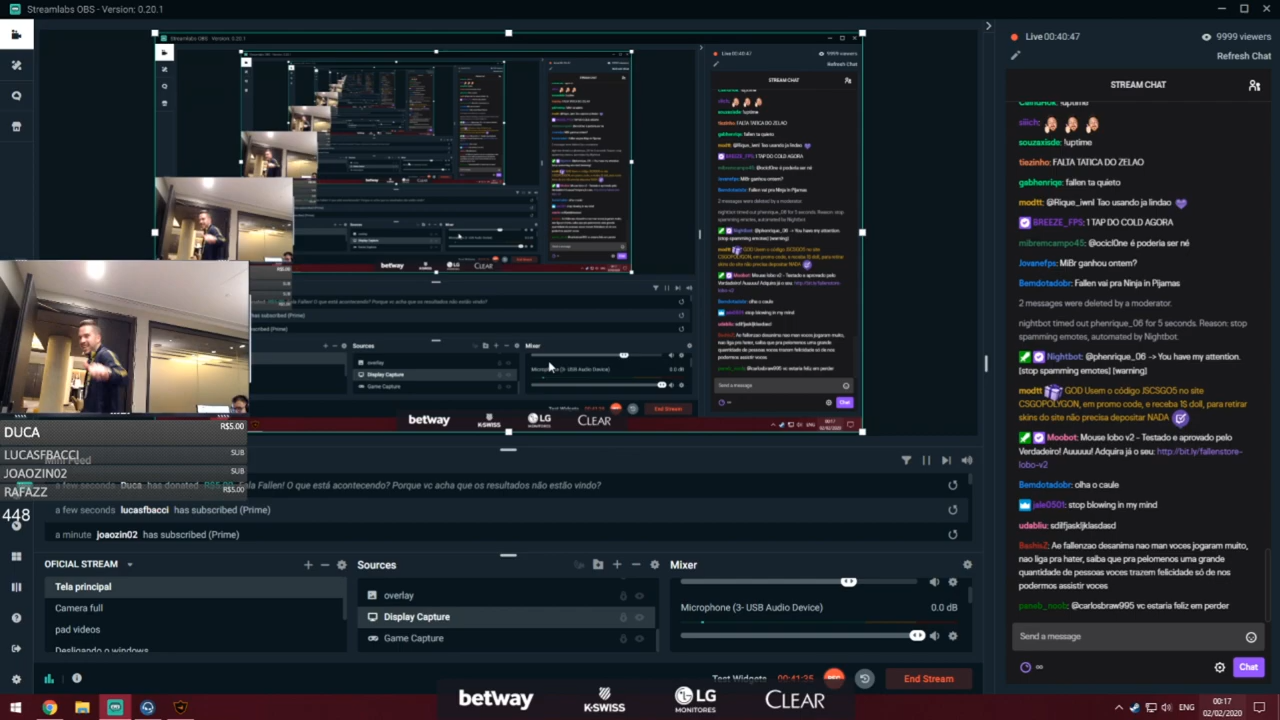 Streamlabs OBS - Version: 0.20.1
Live 00:40:47
9999 viewers
Refresh Chat
STREAM CHAT
souzaxisde: !uptime
tiezinho: FALTA TATICA DO ZELAO
gabhenriqe: fallen ta quieto
modtt: @Rique_iwnl Tao usando ja lindao
BREEZE_FPS: 1 TAP DO COLD AGORA
mibremcampo45: @ocicl0ne é poderia ser né
Jovanefps: MiBr ganhou ontem?
Bemdotadobr: Fallen vai pra Ninja in Pijamas
2 messages were deleted by a moderator.
nightbot timed out phenrique_06 for 5 seconds. Reason: stop
spamming emotes, automated by Nightbot.
Nightbot: @phenrique_06 -> You have my attention.
[stop spamming emotes] [warning]
modtt: GOD Usem o código JSCSGO5 no site
CSGOPOLYGON, em promo code, e receba 1$ doll, para retirar
skins do site não precisa depositar NADA
Moobot: Mouse lobo v2 - Testado e aprovado pelo
Verdadeiro! Auuuuu! Adquira já o seu: http://bit.ly/fallenstore-
lobo-v2
Bemdotadobr: olha o caule
jale0501: stop blowing in my mind
udabliu: sdilfjaskljklasdasd
BashisZ: Ae fallenzao desanima nao man voces jogaram muito,
nao liga pra hater, saiba que pra pelomenos uma grande
quantidade de pessoas voces trazem felicidade só de nos
podermos assistir voces
@carlosbraw995 vc estaria feliz em perder
Send a message
Chat
DUCA R$5.00
LUCASFBACCI SUB
JOAOZIN02 SUB
RAFAZZ R$5.00
448
Mini Feed
a few seconds Duca has donated R$5.00 Fala Fallen! O que está acontecendo? Porque vc acha que os resultados não estão vindo?
a few seconds lucasfbacci has subscribed (Prime)
a minute joaozin02 has subscribed (Prime)
OFICIAL STREAM
Tela principal
Camera full
pad videos
Desligando o windows
Sources
overlay
Display Capture
Game Capture
Mixer
Microphone (3- USB Audio Device) 0.0 dB
Test Widgets 00:41:35 REC End Stream
betway K·SWISS LG MONITORES CLEAR
ENG 00:17
02/02/2020